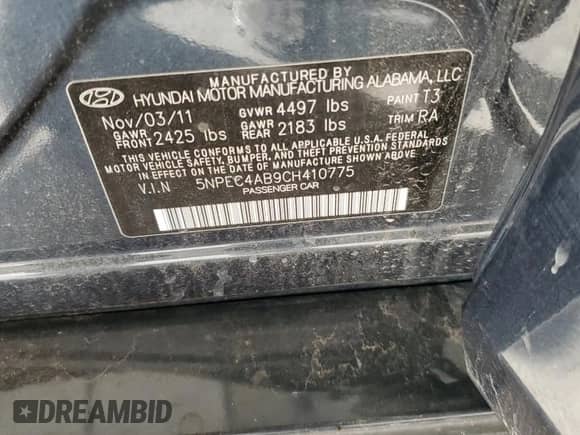 MANUFACTURED BY
HYUNDAI MOTOR MANUFACTURING ALABAMA, LLC
Nov/03/11 GVWR 4497 lbs PAINT T3
GAWR FRONT 2425 lbs GAWR REAR 2183 lbs TRIM RA
THIS VEHICLE CONFORMS TO ALL APPLICABLE U.S.A. FEDERAL
MOTOR VEHICLE SAFETY, BUMPER, AND THEFT PREVENTION STANDARDS
IN EFFECT ON THE DATE OF MANUFACTURE SHOWN ABOVE.
V.I.N 5NPEC4AB9CH410775
PASSENGER CAR
DREAMBID